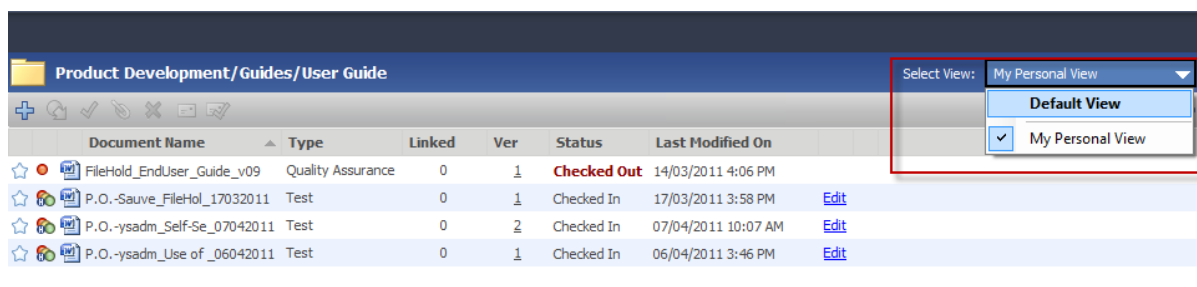 Product Development/Guides/User Guide Select View: My Personal View
Default View
My Personal View
Document Name Type Linked Ver Status Last Modified On
FileHold_EndUser_Guide_v09 Quality Assurance 0 1 Checked Out 14/03/2011 4:06 PM
P.O.-Sauve_FileHol_17032011 Test 0 1 Checked In 17/03/2011 3:58 PM Edit
P.O.-ysadm_Self-Se_07042011 Test 0 2 Checked In 07/04/2011 10:07 AM Edit
P.O.-ysadm_Use of _06042011 Test 0 1 Checked In 06/04/2011 3:46 PM Edit